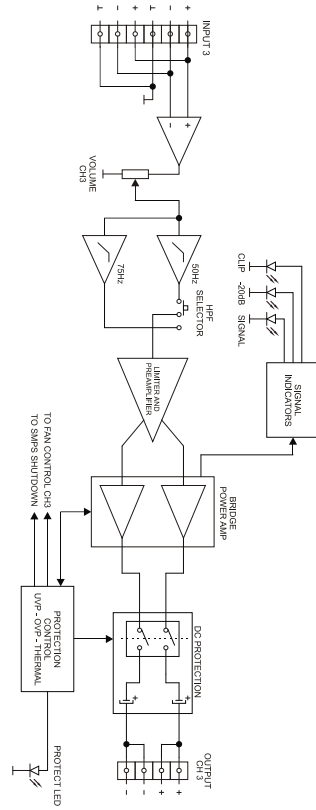 INPUT 3
⊥ - + ⊥ - +
+
-
VOLUME
CH3
50Hz
75Hz
HPF
SELECTOR
CLIP
-20dB
SIGNAL
SIGNAL
INDICATORS
LIMITER AND
PREAMPLIFIER
BRIDGE
POWER AMP
TO FAN CONTROL CH3
TO SMPS SHUTDOWN
PROTECTION
CONTROL
UVP - OVP - THERMAL
PROTECT LED
DC PROTECTION
+
+
OUTPUT
CH 3
- - + +